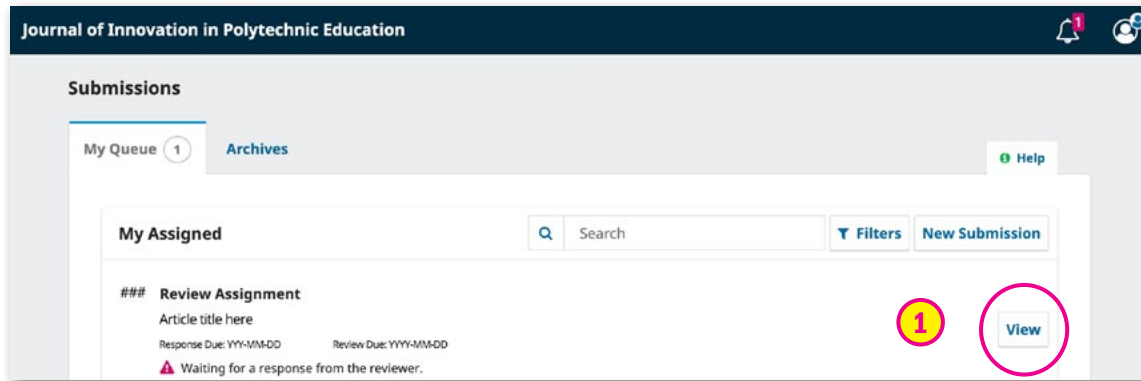 Journal of Innovation in Polytechnic Education 1
Submissions
My Queue 1 Archives
Help
My Assigned Search Filters New Submission
### Review Assignment
Article title here 1 View
Response Due: YYY-MM-DD Review Due: YYYY-MM-DD
Waiting for a response from the reviewer.